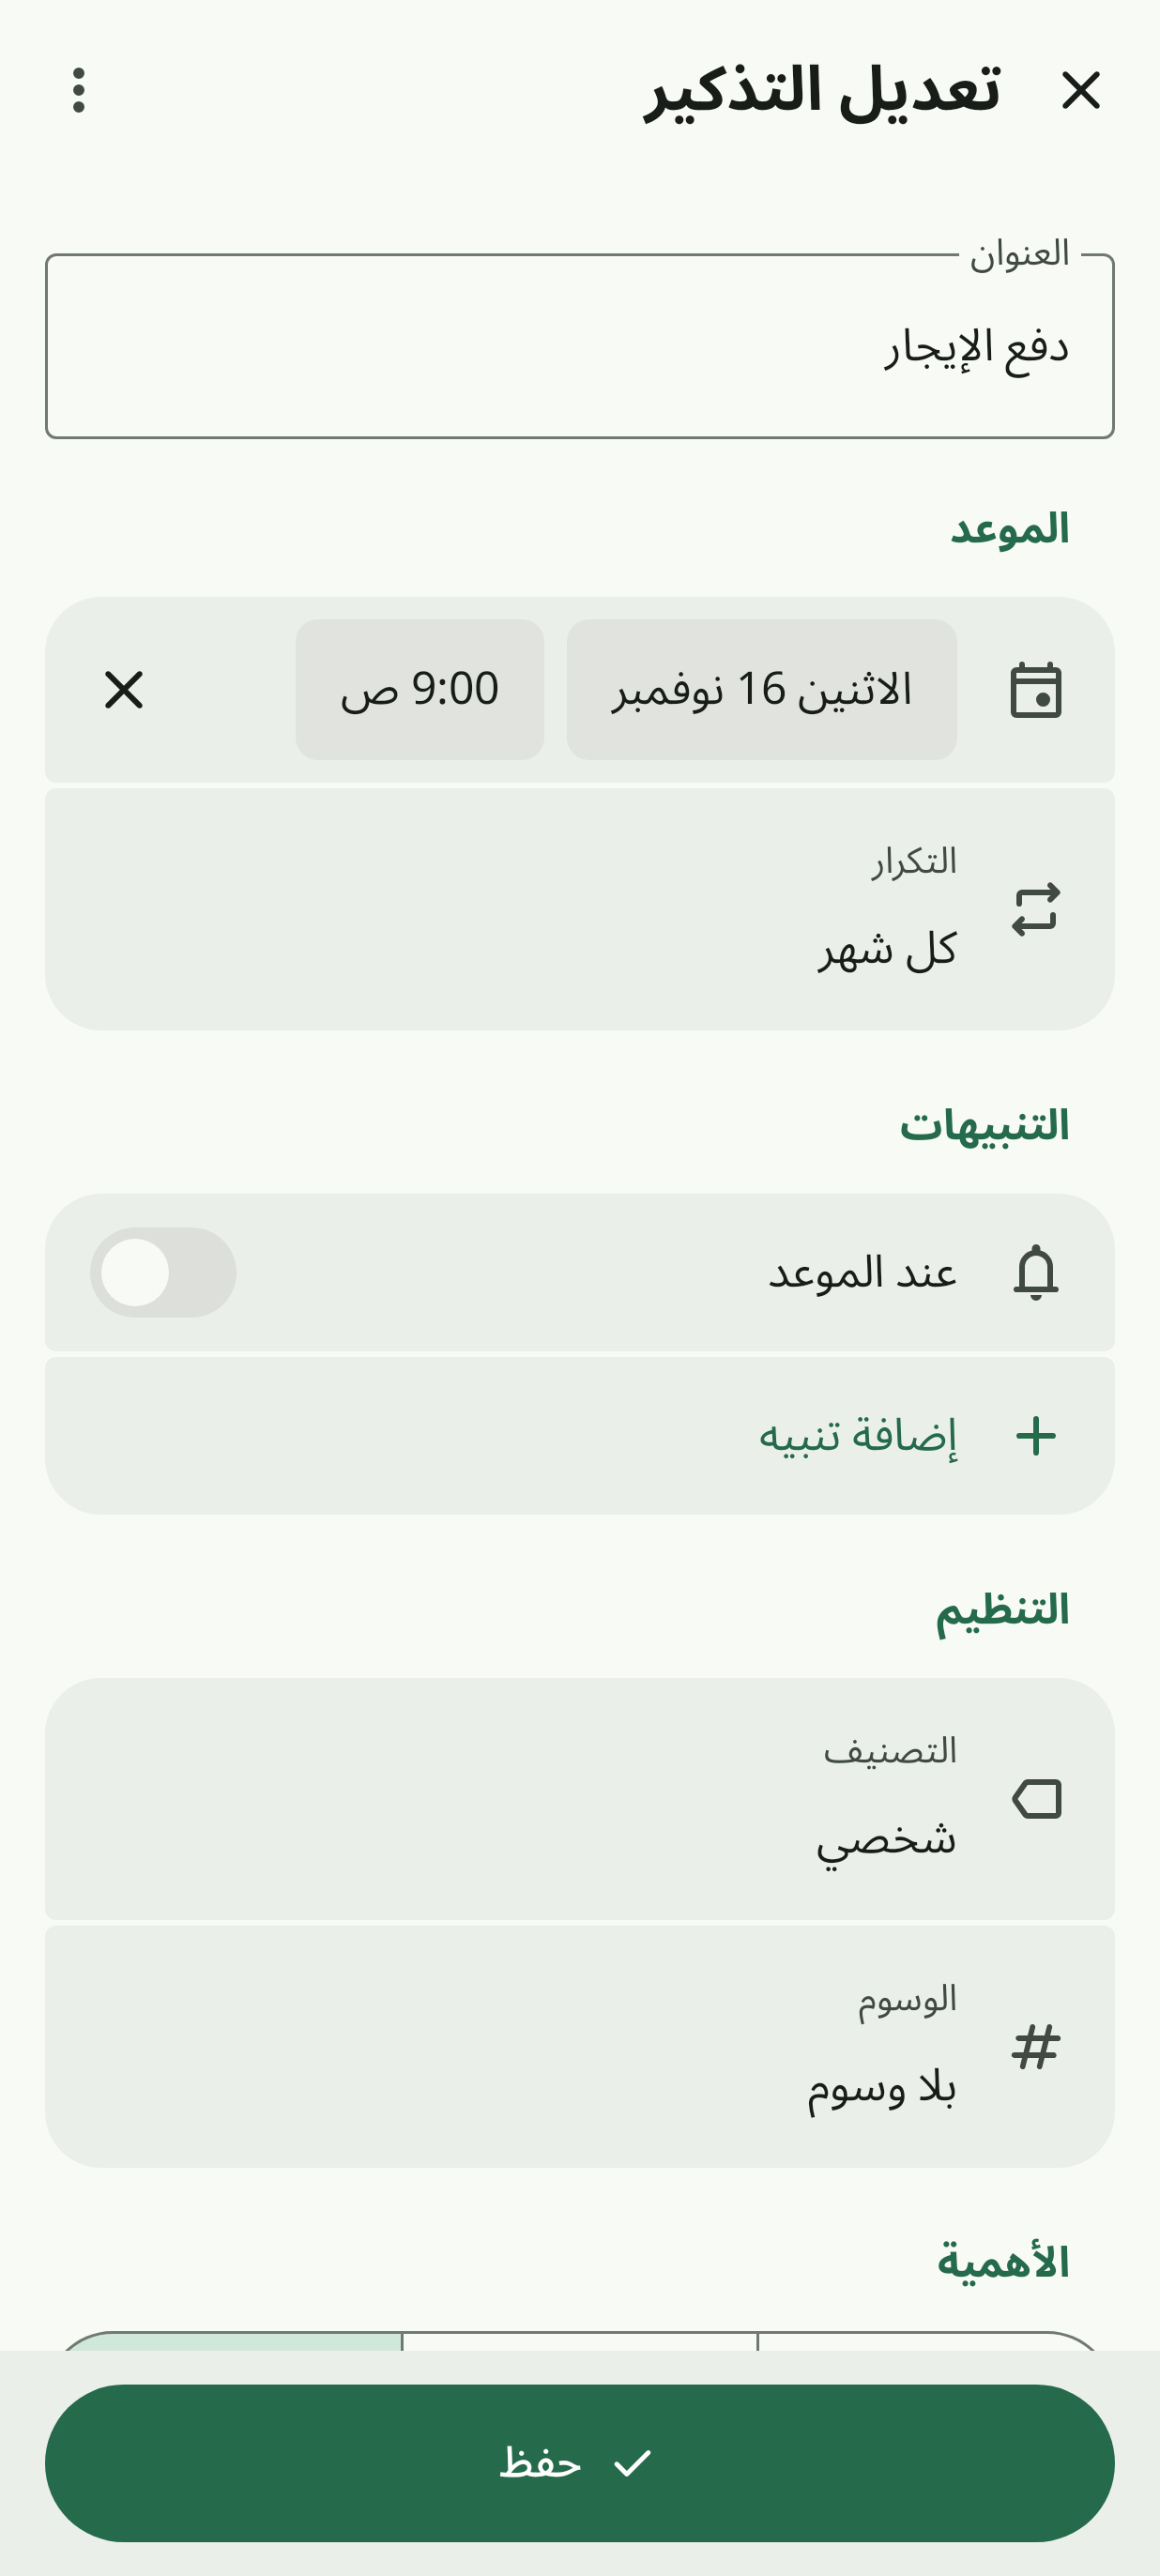 تعديل التذكير
العنوان
دفع الإيجار
الموعد
الاثنين 16 نوفمبر
9:00 ص
التكرار
كل شهر
التنبيهات
عند الموعد
إضافة تنبيه
التنظيم
التصنيف
شخصي
الوسوم
بلا وسوم
الأهمية
حفظ